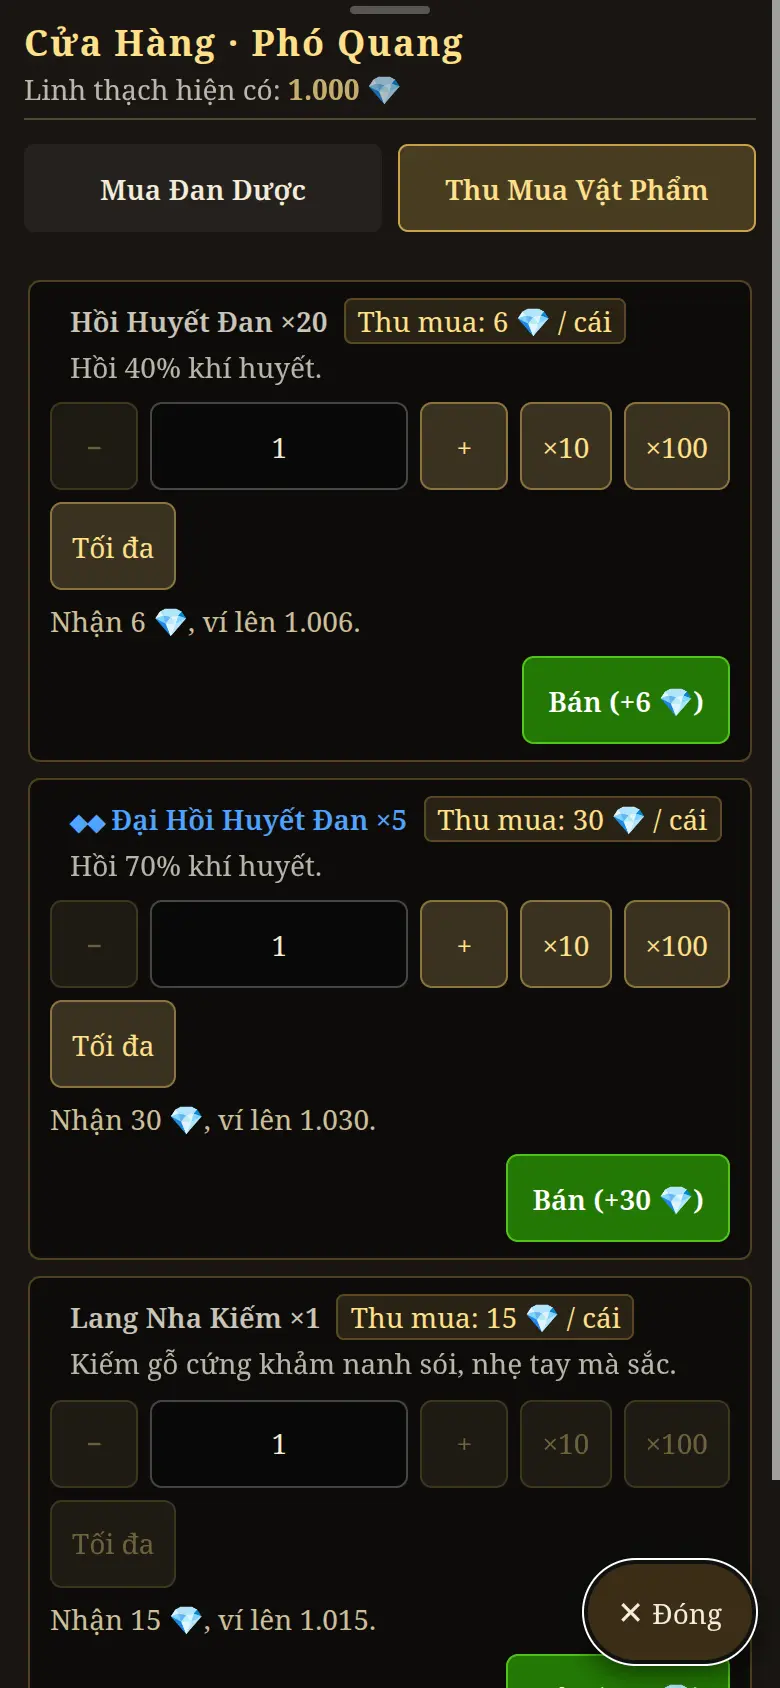 Cửa Hàng · Phó Quang
Linh thạch hiện có: 1.000 💎
Mua Đan Dược
Thu Mua Vật Phẩm
Hồi Huyết Đan ×20 Thu mua: 6 💎 / cái
Hồi 40% khí huyết.
− 1 + ×10 ×100
Tối đa
Nhận 6 💎, ví lên 1.006.
Bán (+6 💎)
◆◆ Đại Hồi Huyết Đan ×5 Thu mua: 30 💎 / cái
Hồi 70% khí huyết.
− 1 + ×10 ×100
Tối đa
Nhận 30 💎, ví lên 1.030.
Bán (+30 💎)
Lang Nha Kiếm ×1 Thu mua: 15 💎 / cái
Kiếm gỗ cứng khảm nanh sói, nhẹ tay mà sắc.
− 1 + ×10 ×100
Tối đa
Nhận 15 💎, ví lên 1.015.
✕ Đóng